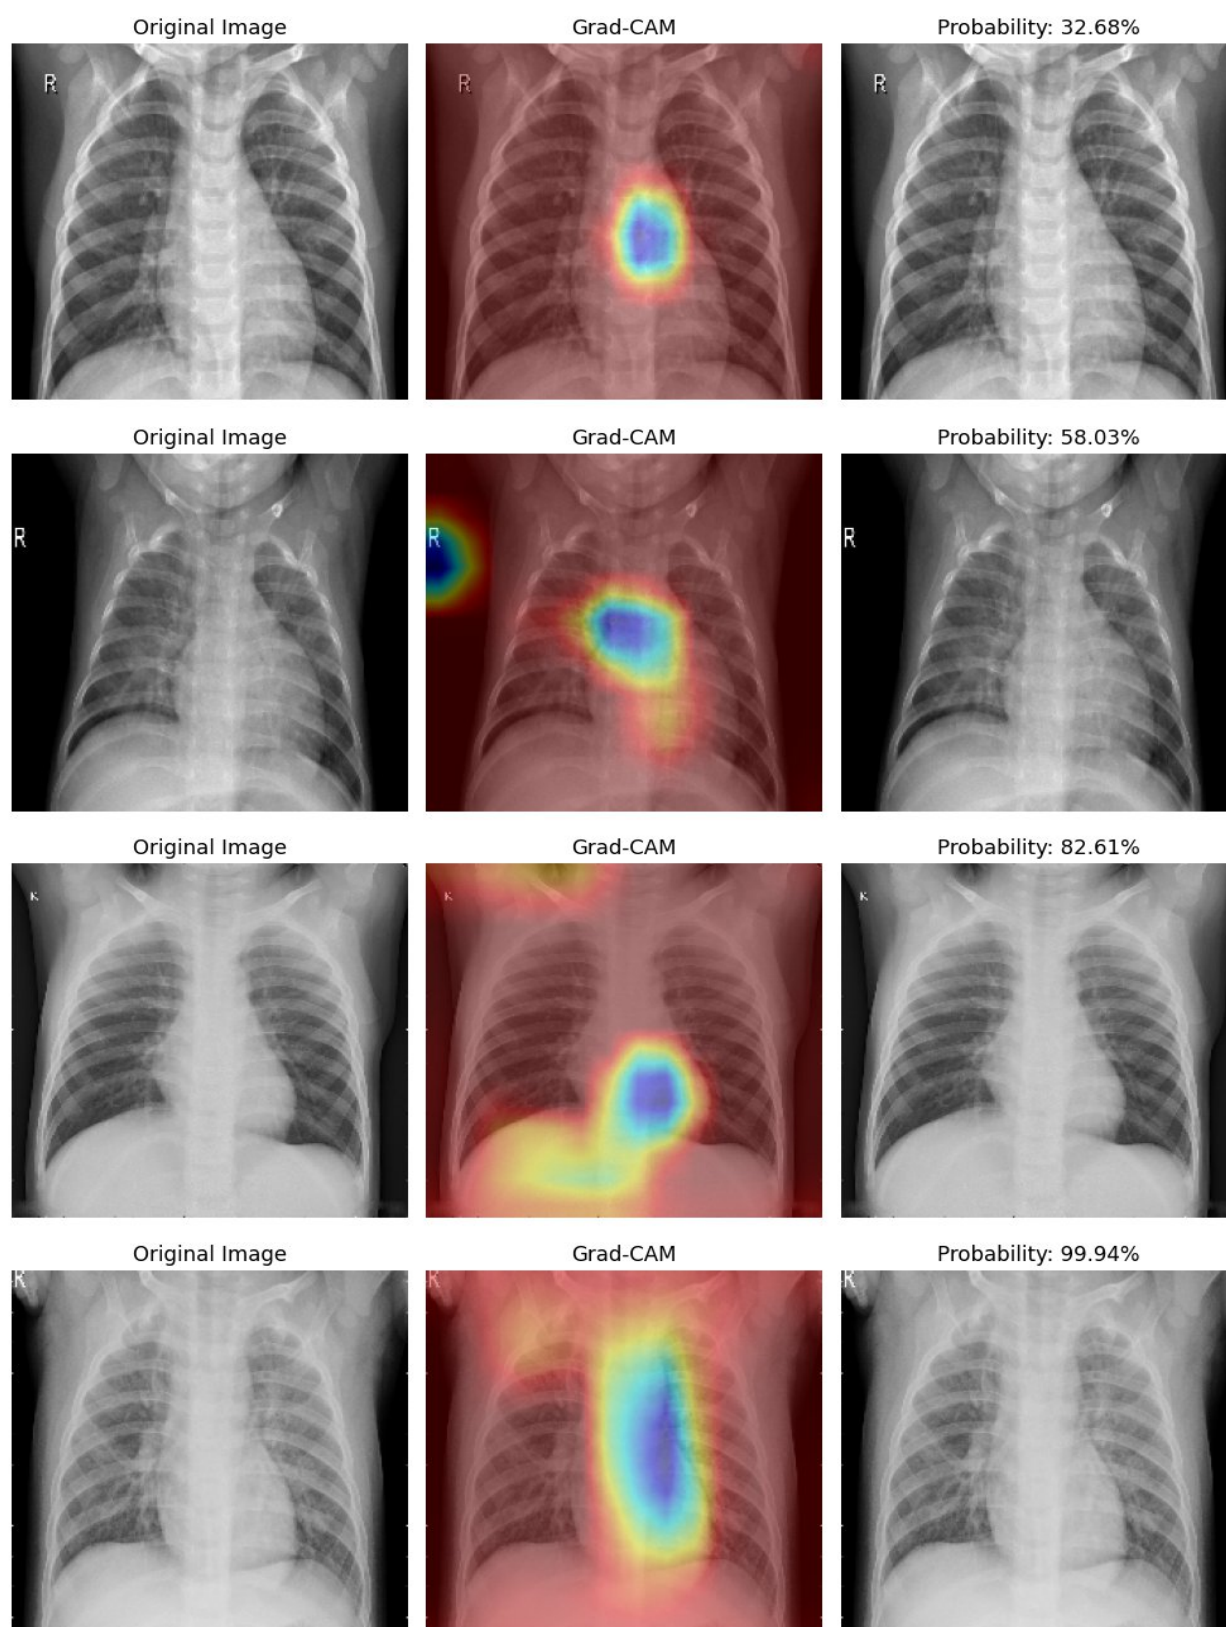 Original Image Grad-CAM Probability: 32.68%
R R R
Original Image Grad-CAM Probability: 58.03%
R R R
Original Image Grad-CAM Probability: 82.61%
Original Image Grad-CAM Probability: 99.94%
R R R